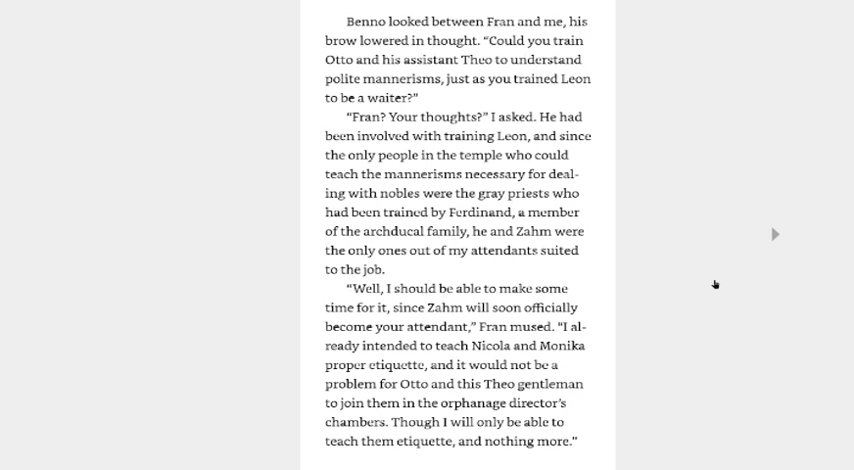 Benno looked between Fran and me, his
brow lowered in thought. “Could you train
Otto and his assistant Theo to understand
polite mannerisms, just as you trained Leon
to be a waiter?”
“Fran? Your thoughts?” I asked. He had
been involved with training Leon, and since
the only people in the temple who could
teach the mannerisms necessary for deal-
ing with nobles were the gray priests who
had been trained by Ferdinand, a member
of the archducal family, he and Zahm were
the only ones out of my attendants suited
to the job.
“Well, I should be able to make some
time for it, since Zahm will soon officially
become your attendant,” Fran mused. “I al-
ready intended to teach Nicola and Monika
proper etiquette, and it would not be a
problem for Otto and this Theo gentleman
to join them in the orphanage director’s
chambers. Though I will only be able to
teach them etiquette, and nothing more.”